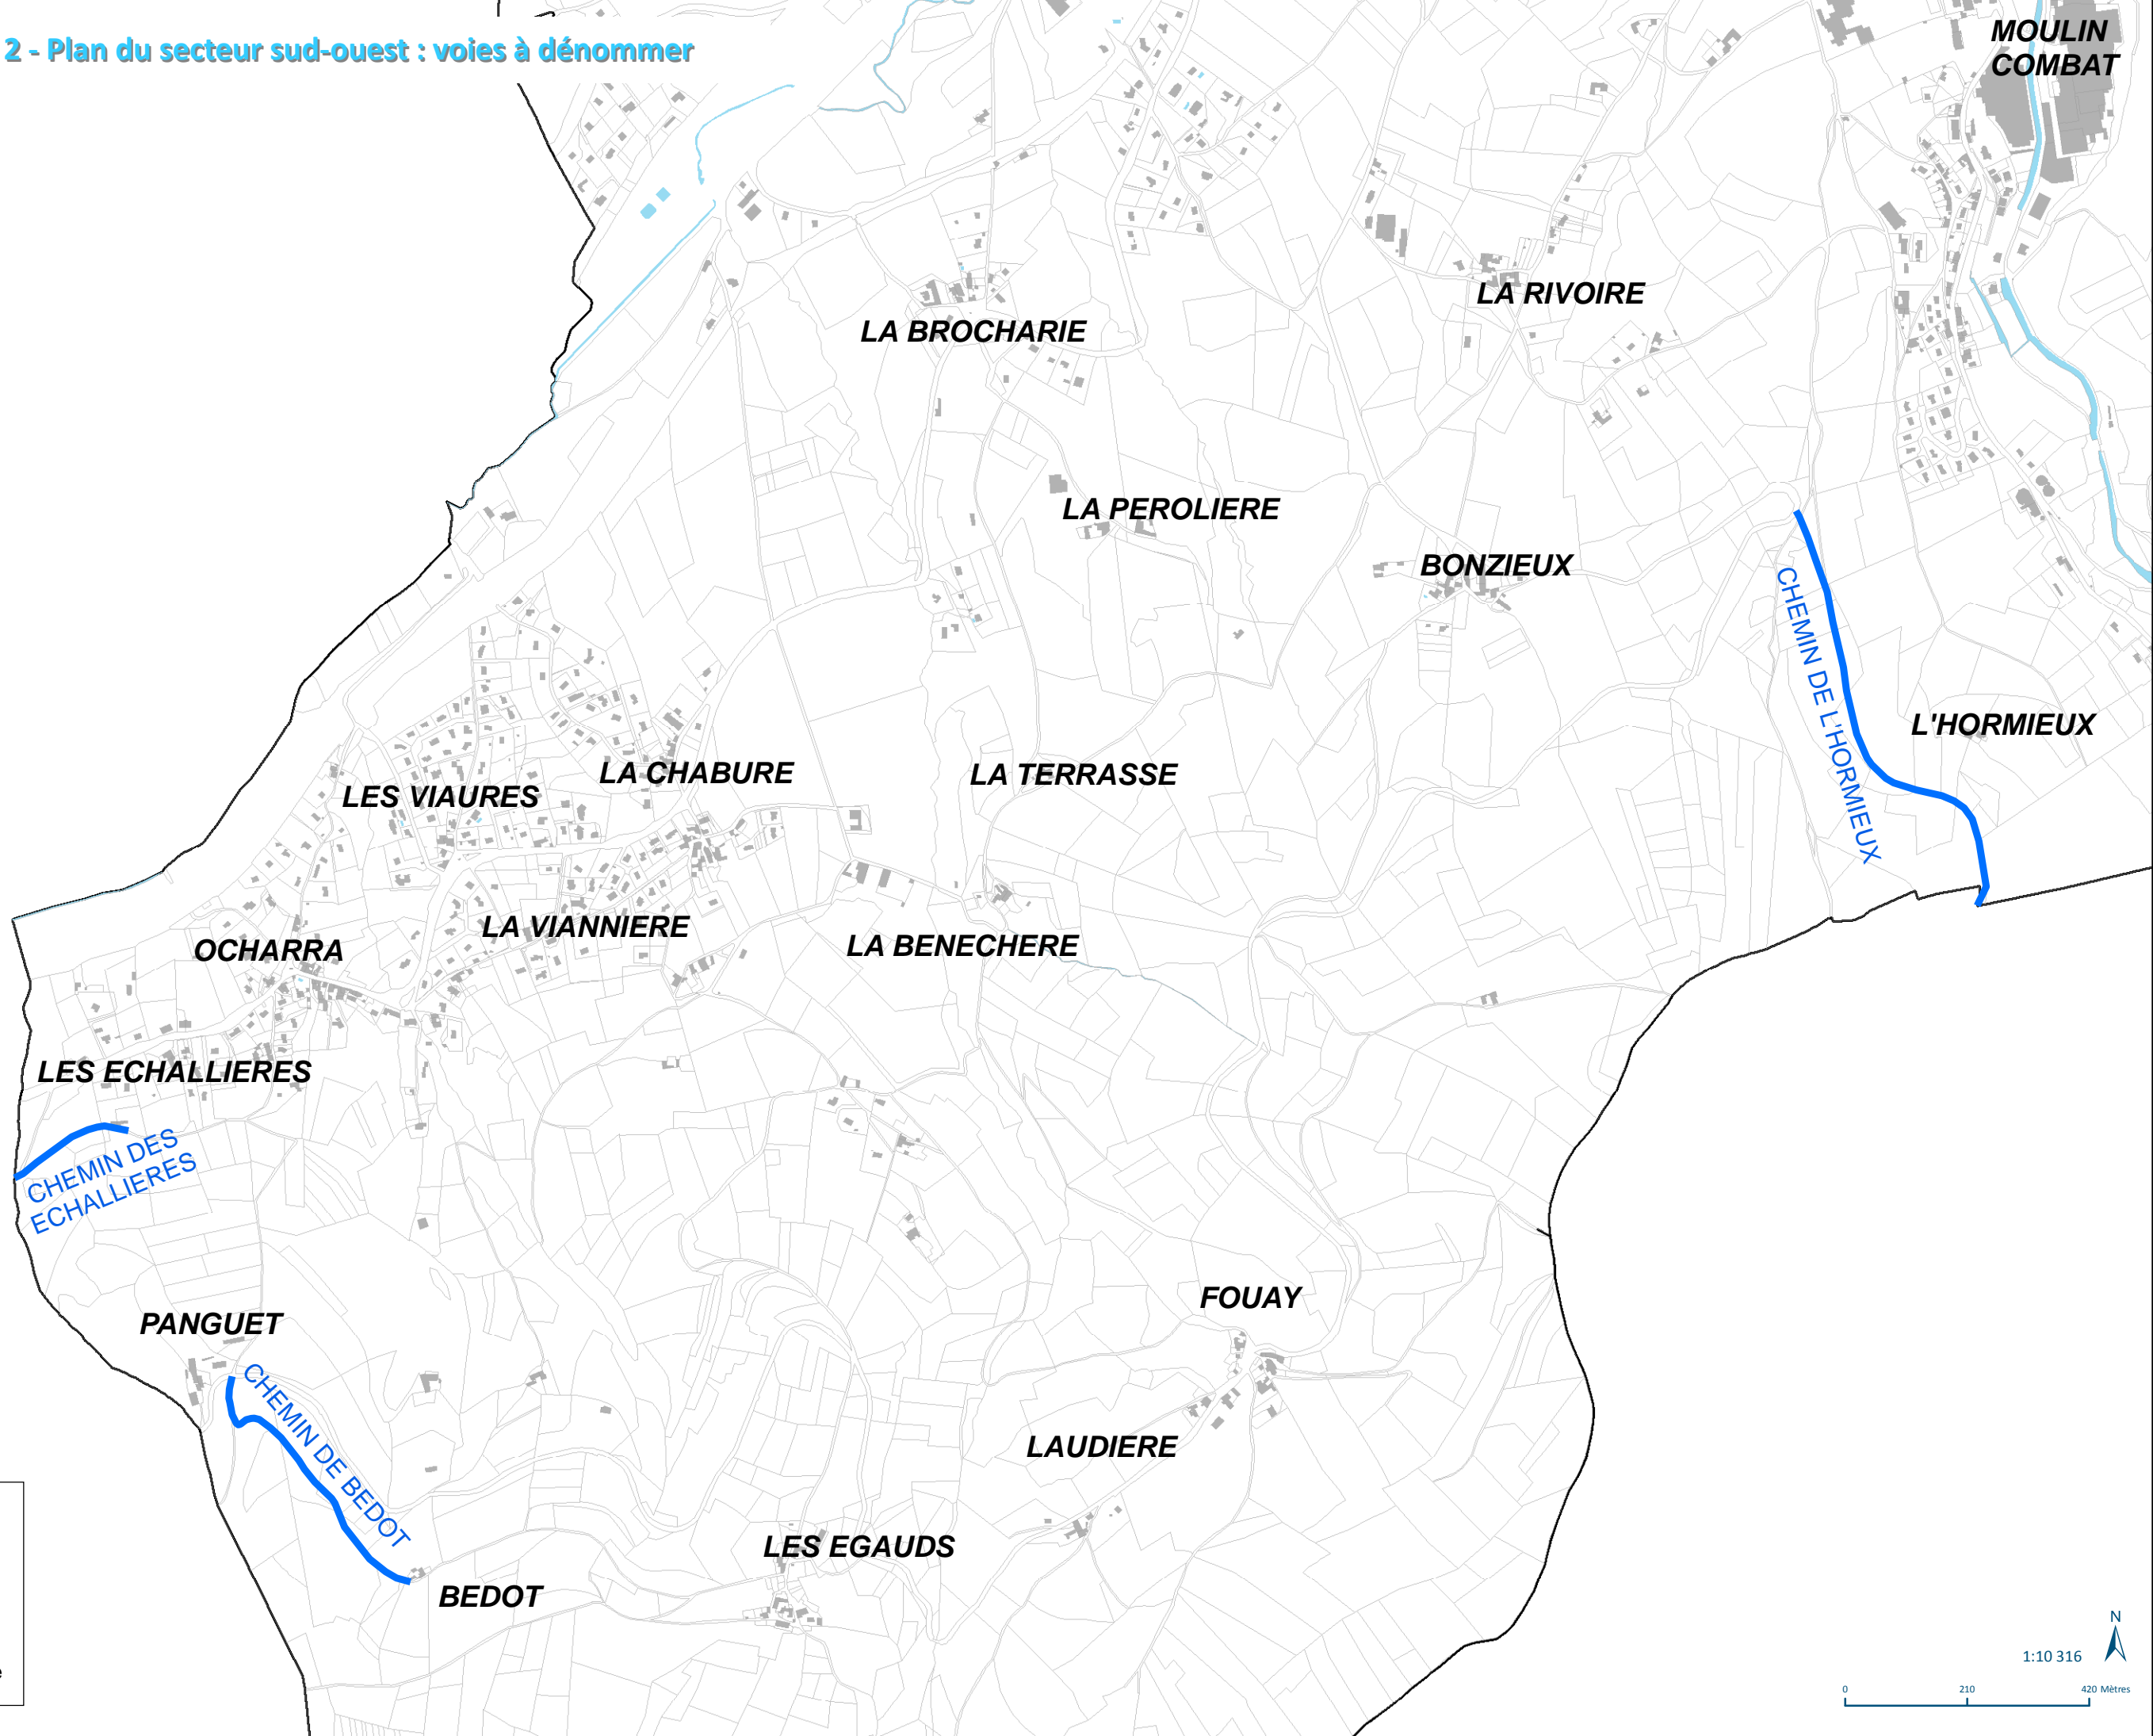 2 - Plan du secteur sud-ouest : voies à dénommer
MOULIN
COMBAT
LA RIVOIRE
LA BROCHARIE
LA PEROLIERE
BONZIEUX
CHEMIN DE L'HORMIEUX
L'HORMIEUX
LA CHABURE
LA TERRASSE
LES VIAURES
LA VIANNIERE
LA BENECHERE
OCHARRA
LES ECHALLIERES
CHEMIN DES
ECHALLIERES
FOUAY
PANGUET
CHEMIN DE BEDOT
LAUDIERE
LES EGAUDS
BEDOT
N
1:10 316
0 210 420 Mètres